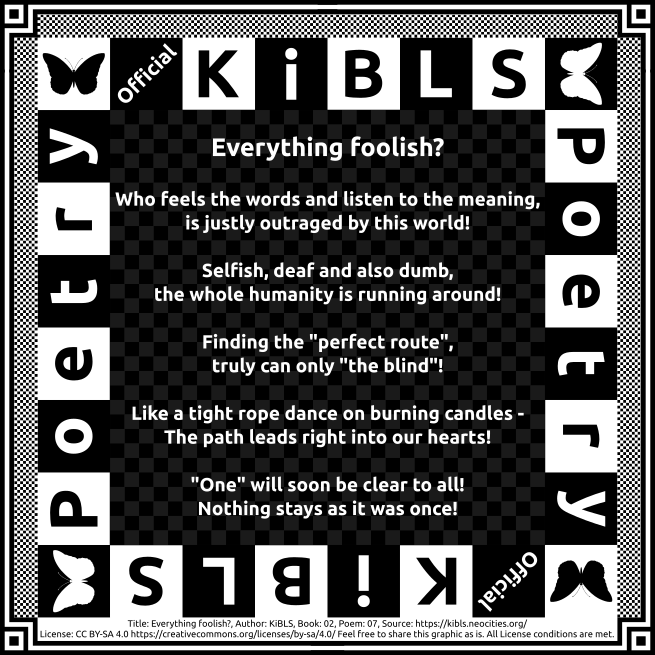 Official
KiBLS
Poetry
Poetry
Everything foolish?
Who feels the words and listen to the meaning,
is justly outraged by this world!
Selfish, deaf and also dumb,
the whole humanity is running around!
Finding the "perfect route",
truly can only "the blind"!
Like a tight rope dance on burning candles -
The path leads right into our hearts!
"One" will soon be clear to all!
Nothing stays as it was once!
KiBLS
Official
Title: Everything foolish?, Author: KiBLS, Book: 02, Poem: 07, Source: https://kibls.neocities.org/
License: CC BY-SA 4.0 https://creativecommons.org/licenses/by-sa/4.0/ Feel free to share this graphic as is. All License conditions are met.